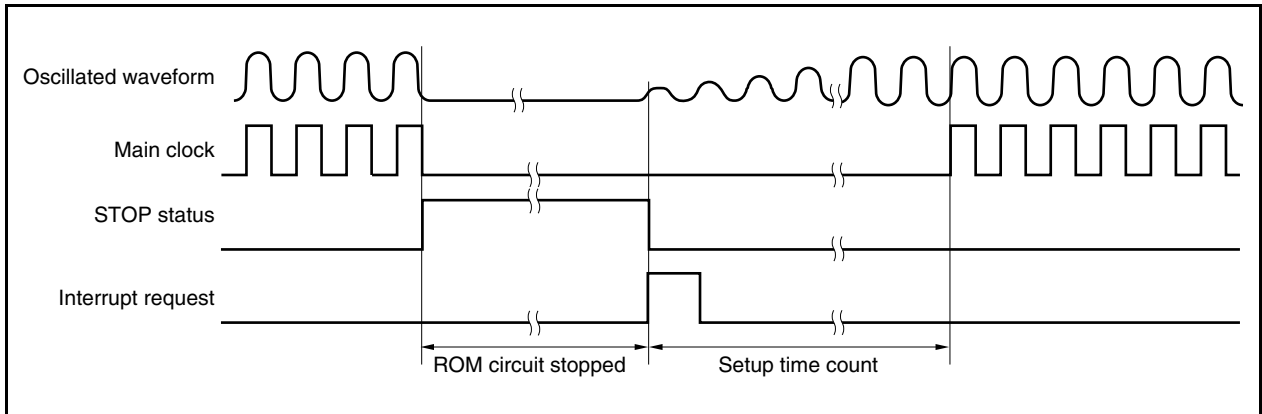 Oscillated waveform
Main clock
STOP status
Interrupt request
ROM circuit stopped
Setup time count